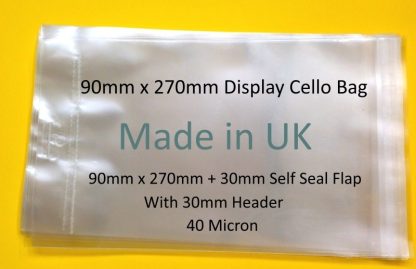 90mm x 270mm Display Cello Bag
Made in UK
90mm x 270mm + 30mm Self Seal Flap
With 30mm Header
40 Micron